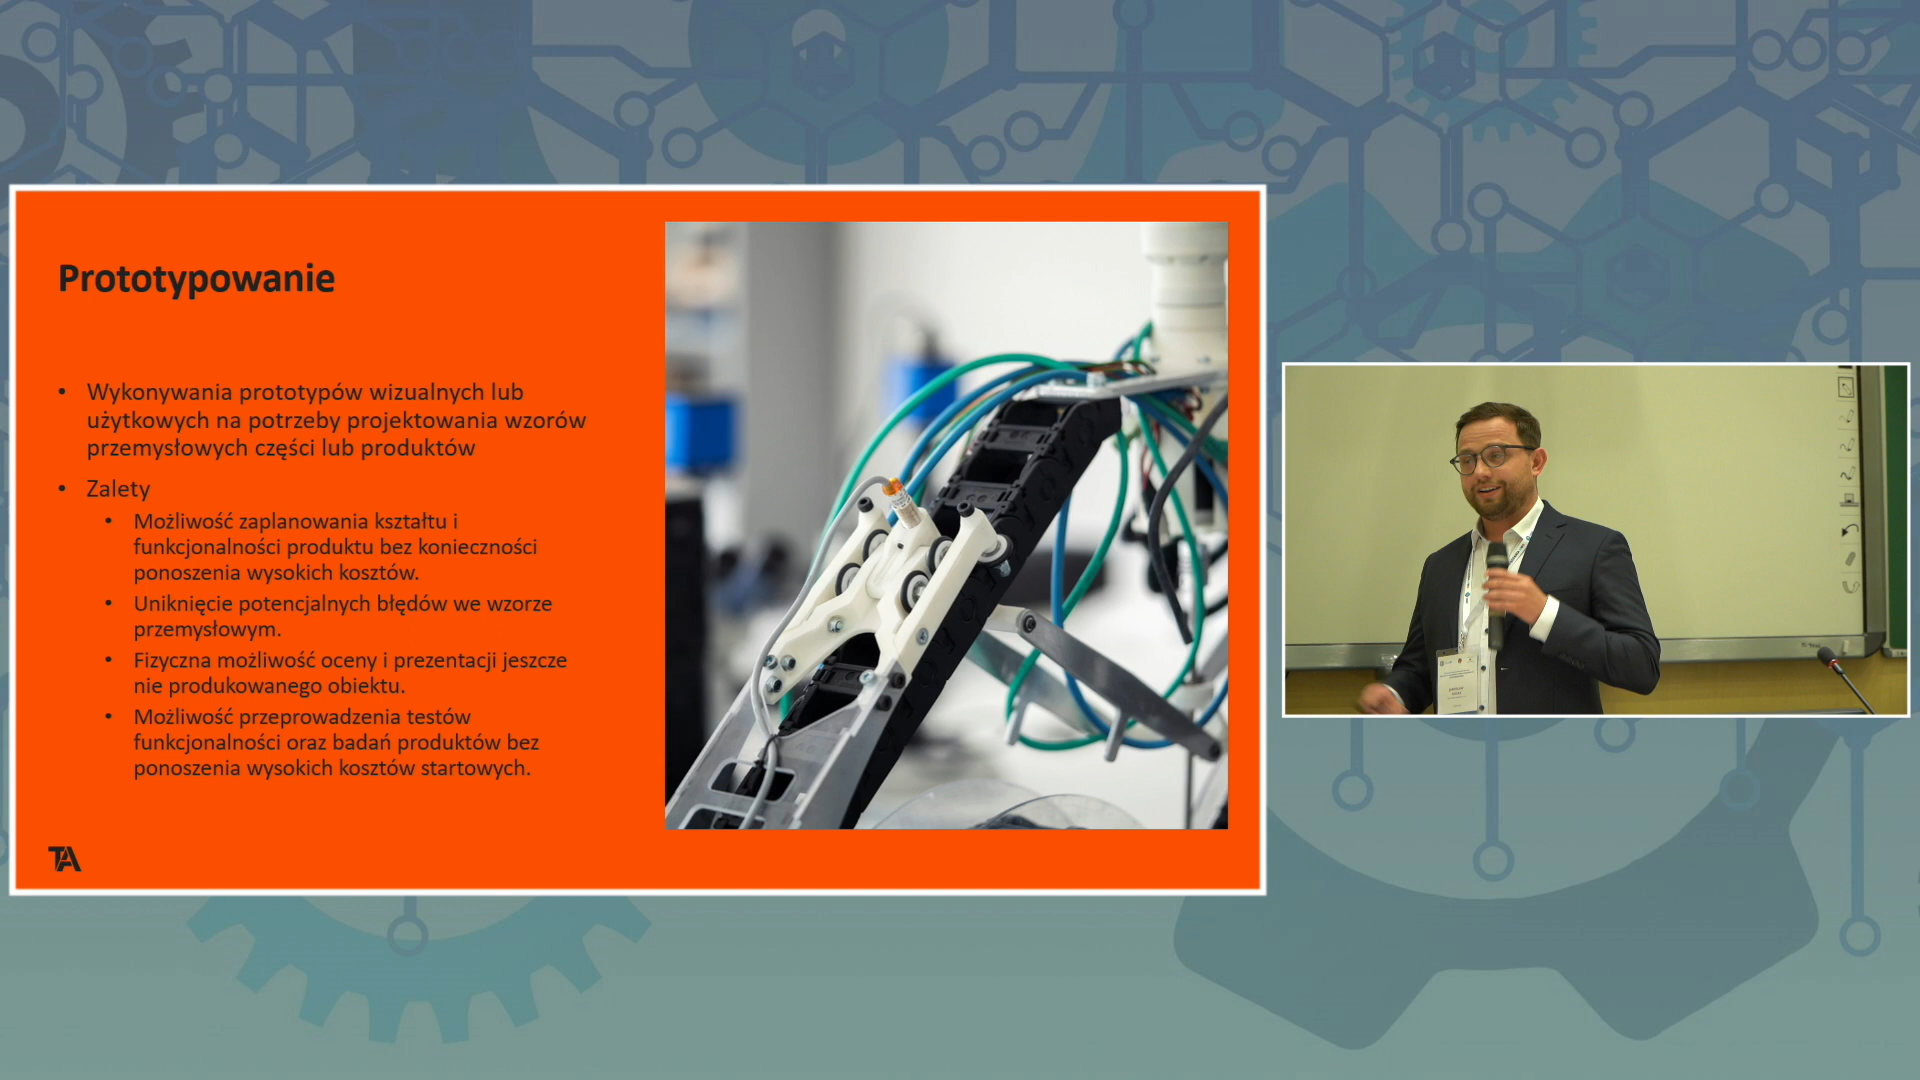 Prototypowanie
• Wykonywania prototypów wizualnych lub
użytkowych na potrzeby projektowania wzorów
przemysłowych części lub produktów
• Zalety
• Możliwość zaplanowania kształtu i
funkcjonalności produktu bez konieczności
ponoszenia wysokich kosztów.
• Uniknięcie potencjalnych błędów we wzorze
przemysłowym.
• Fizyczna możliwość oceny i prezentacji jeszcze
nie produkowanego obiektu.
• Możliwość przeprowadzenia testów
funkcjonalności oraz badań produktów bez
ponoszenia wysokich kosztów startowych.
TA